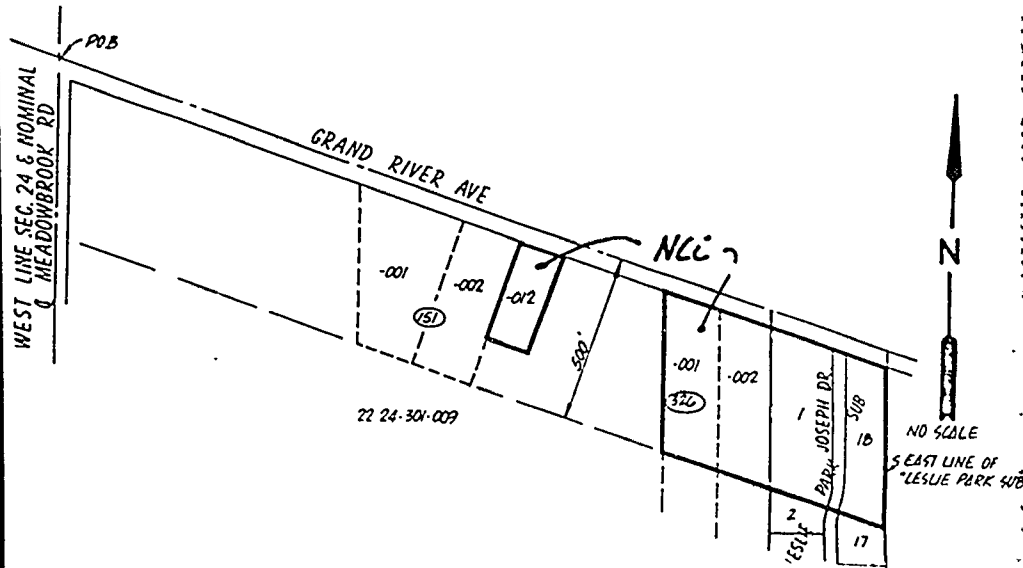 POB
WEST LINE SEC. 24 & NOMINAL
MEADOWBROOK RD
GRAND RIVER AVE
NCi
-001
-002
-012
151
500'
22 24-301-009
-001
-002
326
1
PARK
JOSEPH DR
SUB
18
2
LESLIE
17
N
NO SCALE
EAST LINE OF
"LESLIE PARK SUB"